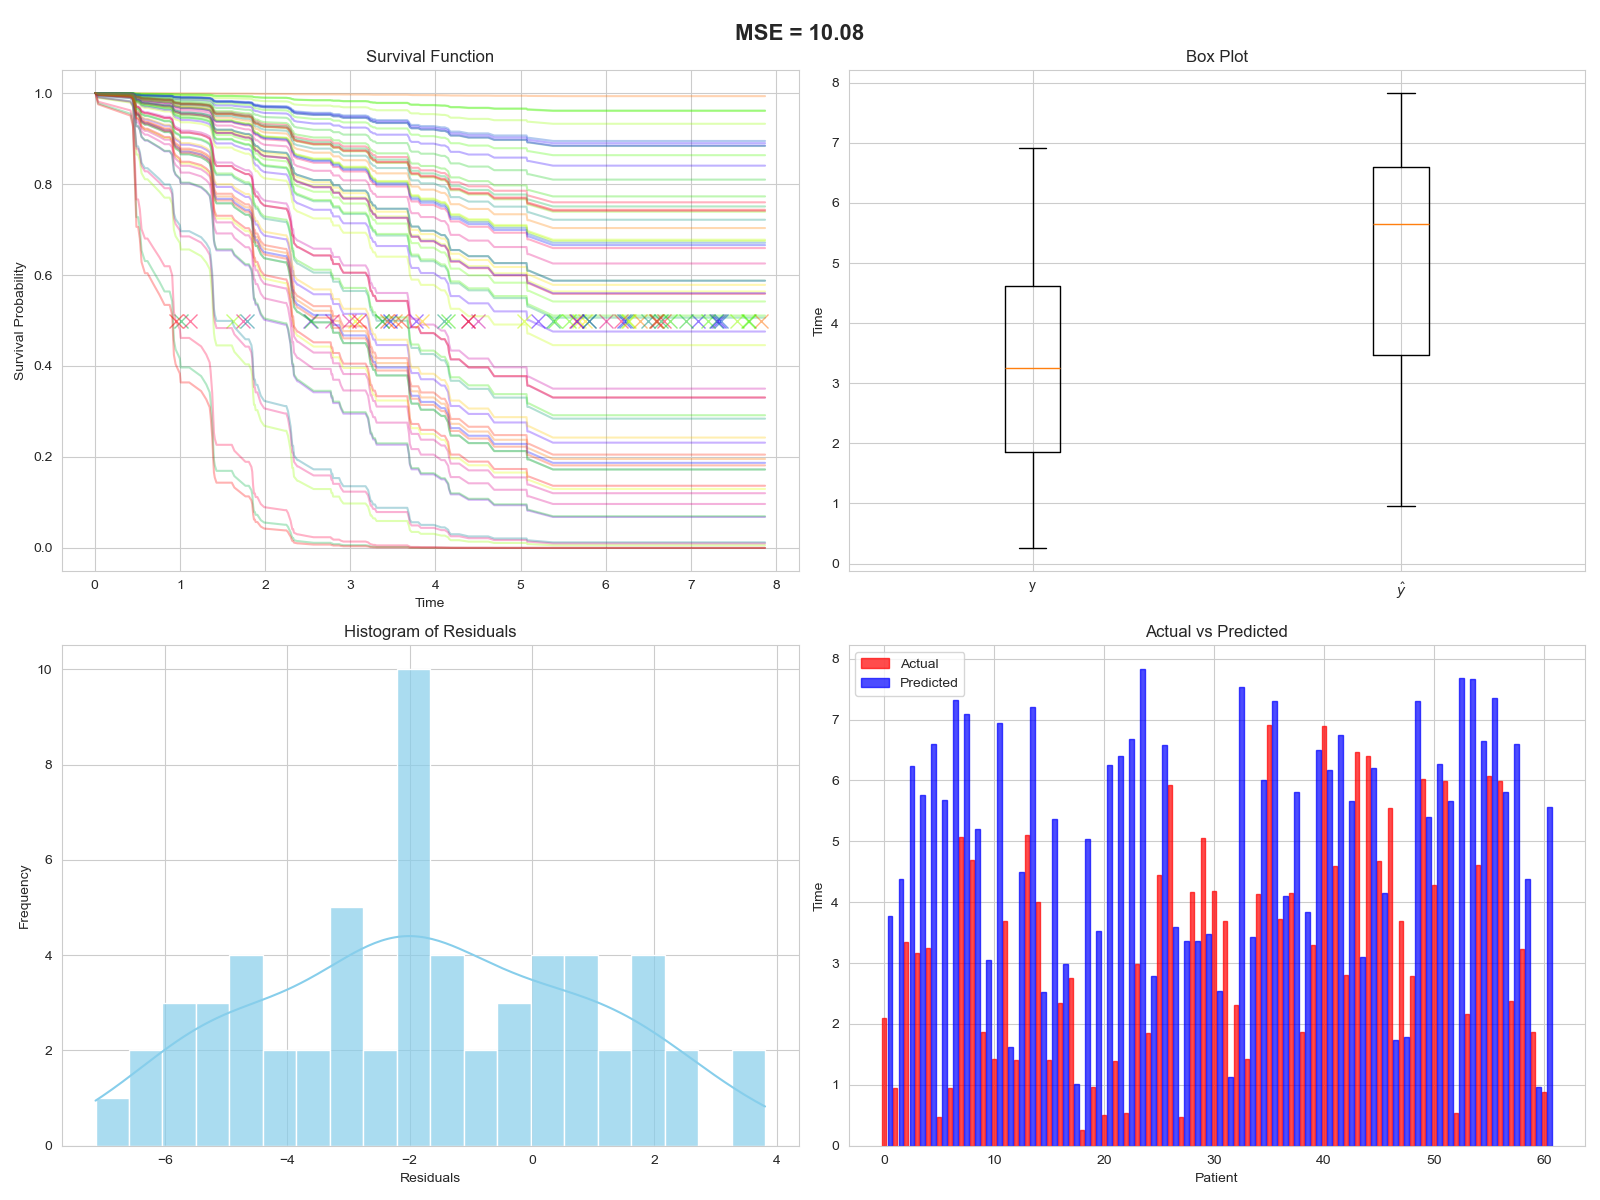 MSE = 10.08
Survival Function
Survival Probability
1.0
0.8
0.6
0.4
0.2
0.0
0 1 2 3 4 5 6 7 8
Time
Box Plot
Time
8
7
6
5
4
3
2
1
0
y ŷ
Histogram of Residuals
Frequency
10
8
6
4
2
0
−6 −4 −2 0 2 4
Residuals
Actual vs Predicted
Actual
Predicted
Time
8
7
6
5
4
3
2
1
0
0 10 20 30 40 50 60
Patient